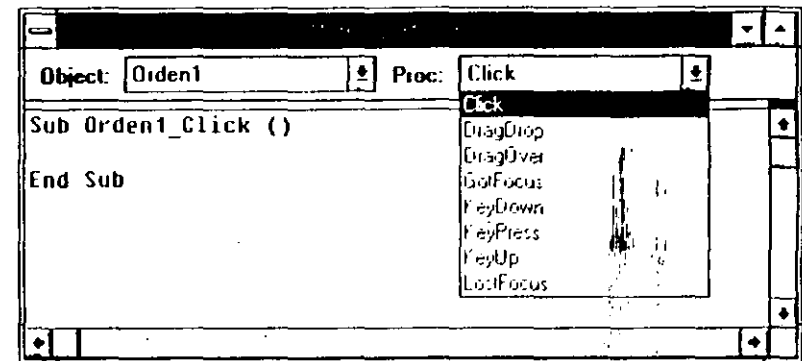 Object: Orden1 Proc: Click
Click
Sub Orden1_Click ()
DragDrop
DragOver
End Sub
GotFocus
KeyDown
KeyPress
KeyUp
LostFocus